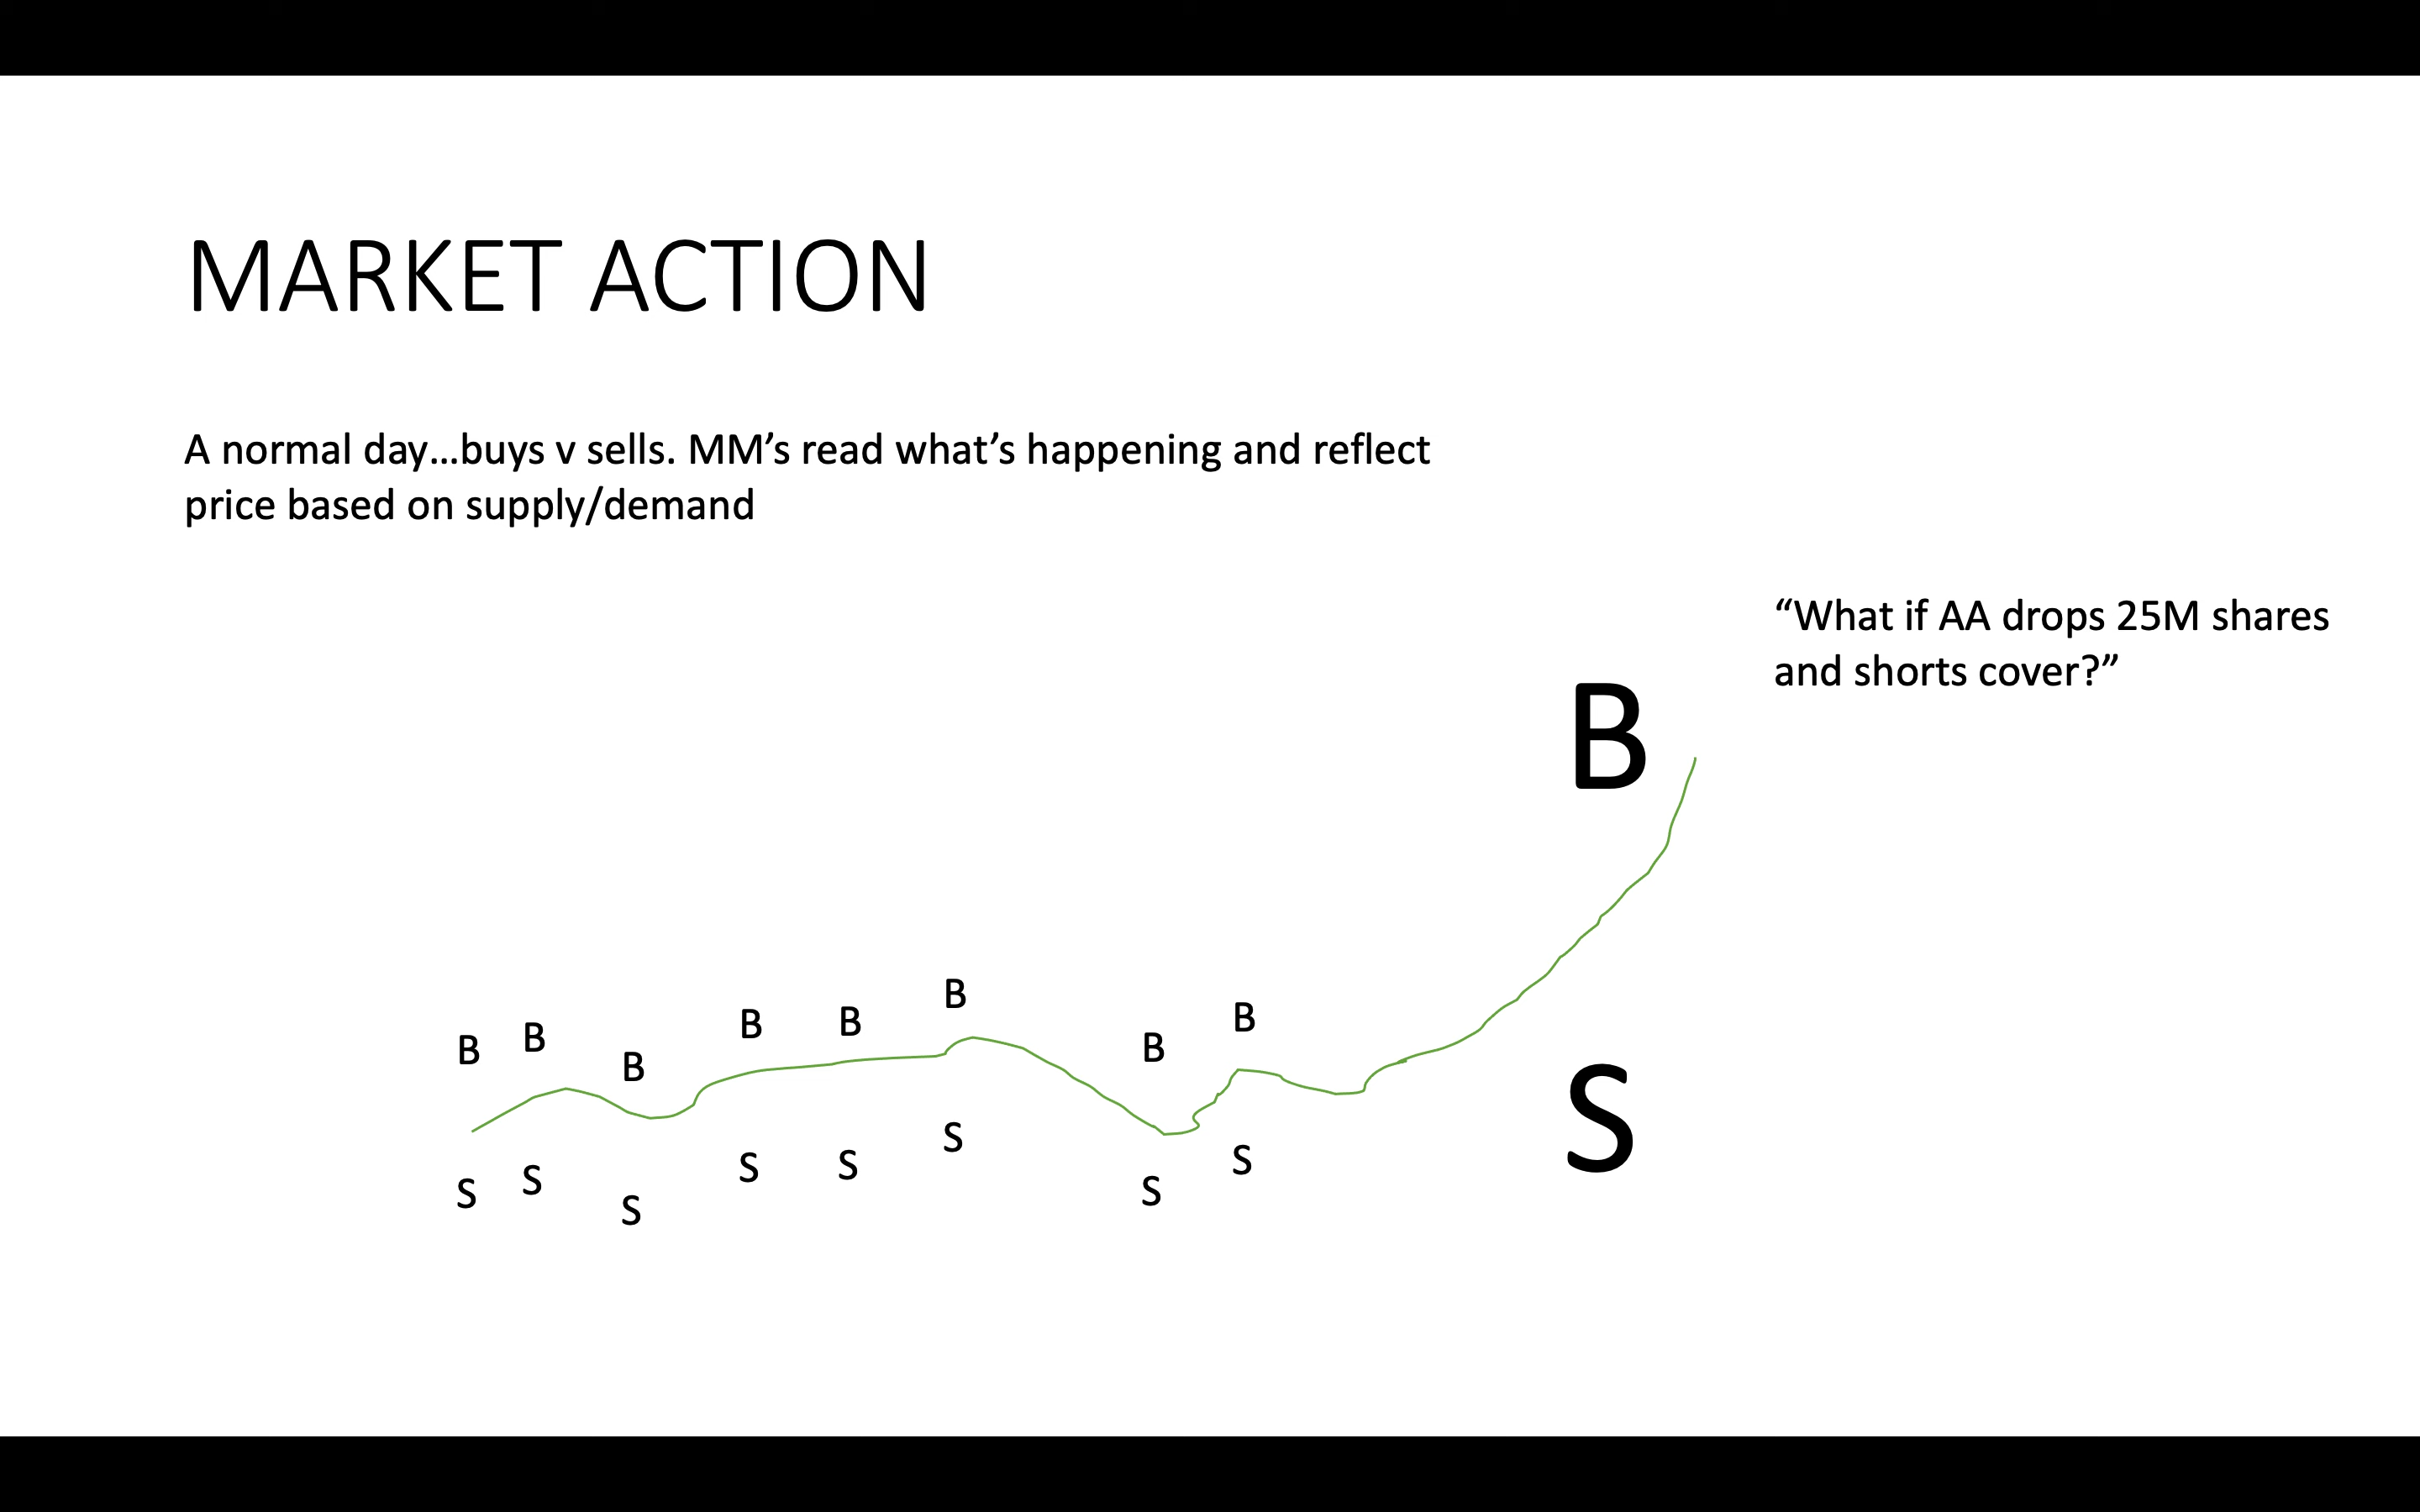 MARKET ACTION
A normal day...buys v sells. MM’s read what’s happening and reflect
price based on supply/demand
“What if AA drops 25M shares
and shorts cover?”
B
B
B
B
B
B
B
B
B
S
S
S
S
S
S
S
S
S